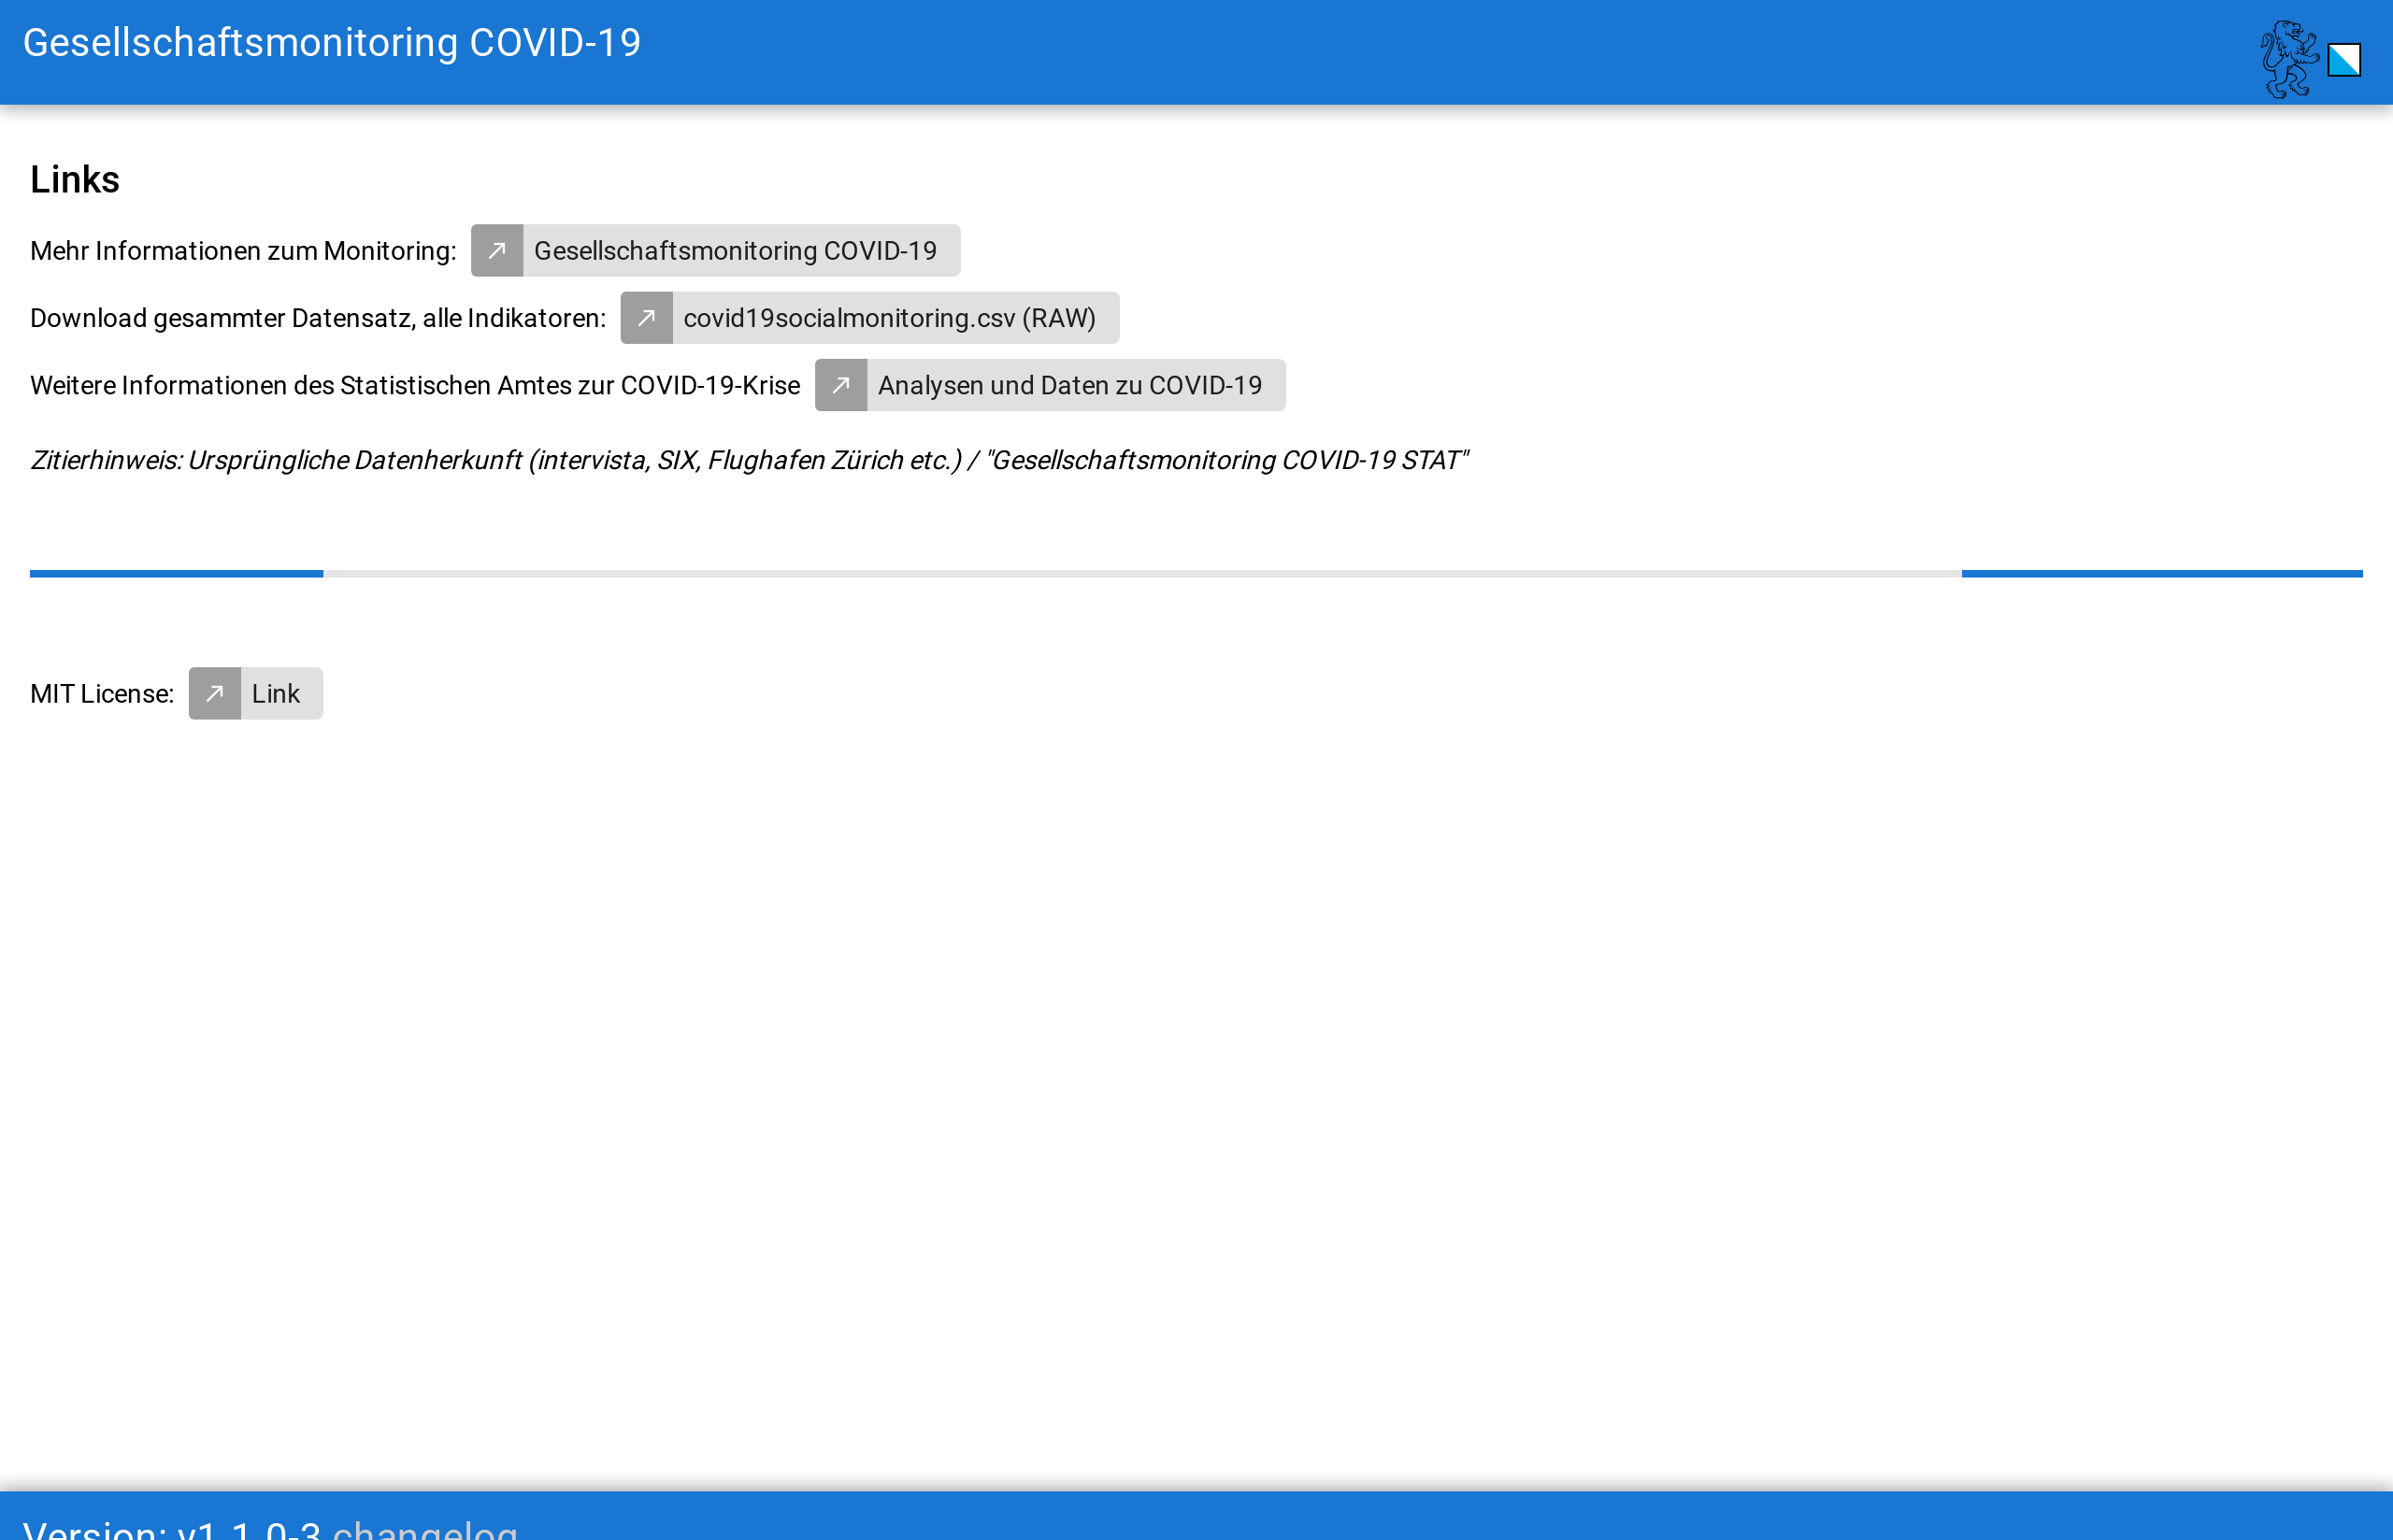 Gesellschaftsmonitoring COVID-19
Links
Mehr Informationen zum Monitoring: Gesellschaftsmonitoring COVID-19
Download gesammter Datensatz, alle Indikatoren: covid19socialmonitoring.csv (RAW)
Weitere Informationen des Statistischen Amtes zur COVID-19-Krise Analysen und Daten zu COVID-19
Zitierhinweis: Ursprüngliche Datenherkunft (intervista, SIX, Flughafen Zürich etc.) / "Gesellschaftsmonitoring COVID-19 STAT"
MIT License: Link
Version: v1.1.0-3 changelog